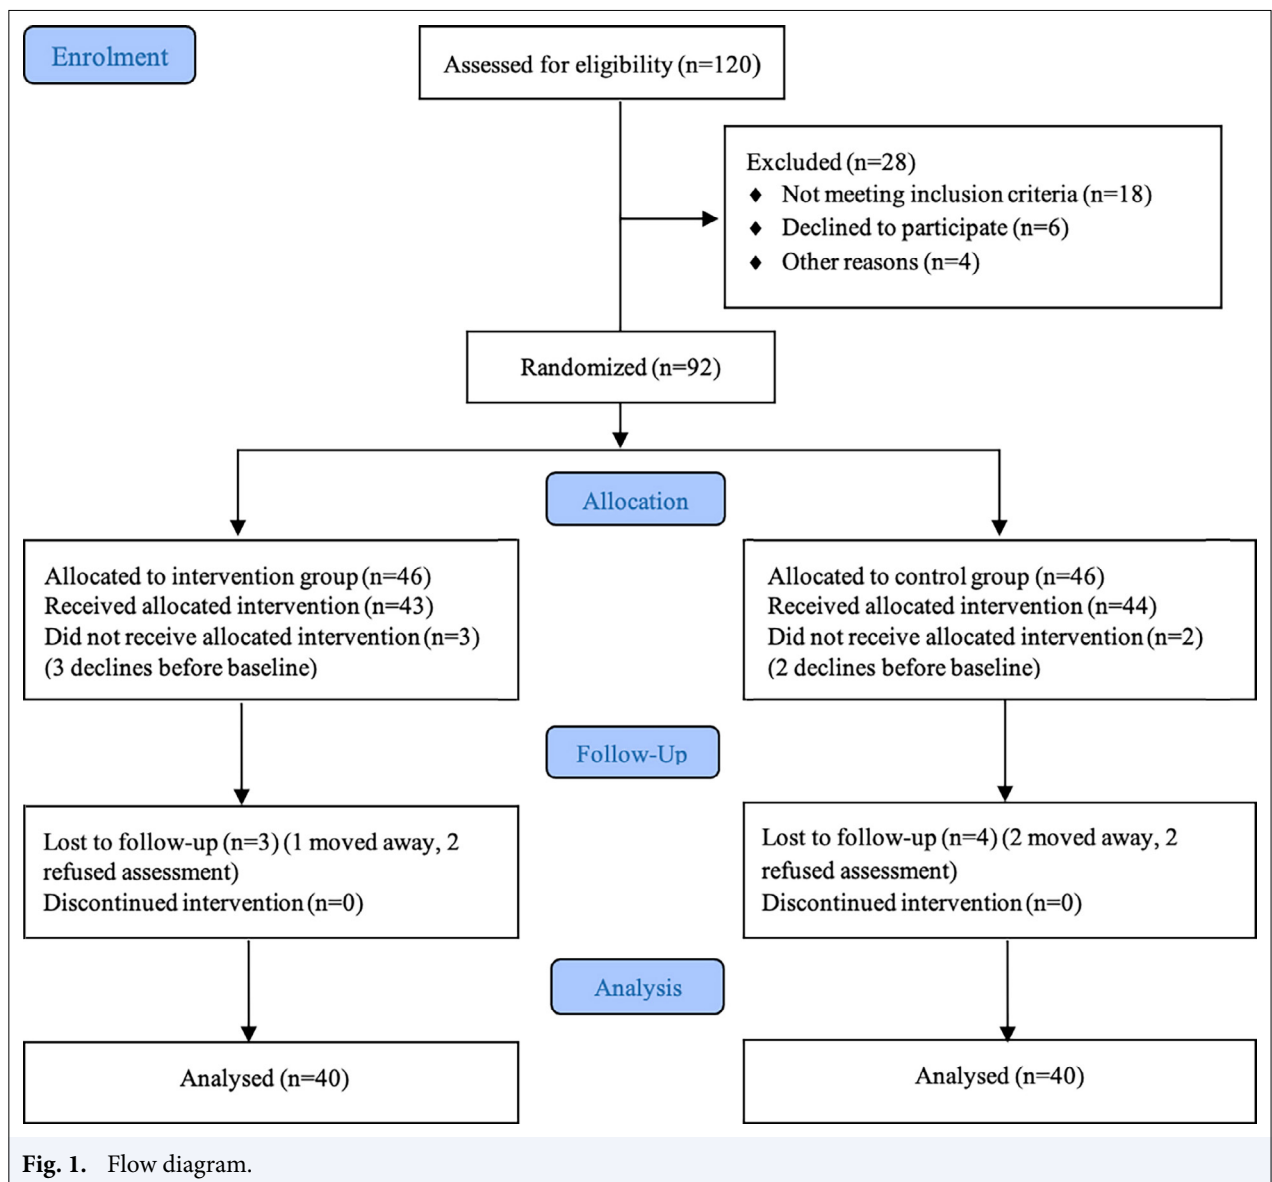 Enrolment
Assessed for eligibility (n=120)
Excluded (n=28)
♦ Not meeting inclusion criteria (n=18)
♦ Declined to participate (n=6)
♦ Other reasons (n=4)
Randomized (n=92)
Allocation
Allocated to intervention group (n=46)
Received allocated intervention (n=43)
Did not receive allocated intervention (n=3)
(3 declines before baseline)
Allocated to control group (n=46)
Received allocated intervention (n=44)
Did not receive allocated intervention (n=2)
(2 declines before baseline)
Follow-Up
Lost to follow-up (n=3) (1 moved away, 2
refused assessment)
Discontinued intervention (n=0)
Lost to follow-up (n=4) (2 moved away, 2
refused assessment)
Discontinued intervention (n=0)
Analysis
Analysed (n=40)
Analysed (n=40)
Fig. 1. Flow diagram.